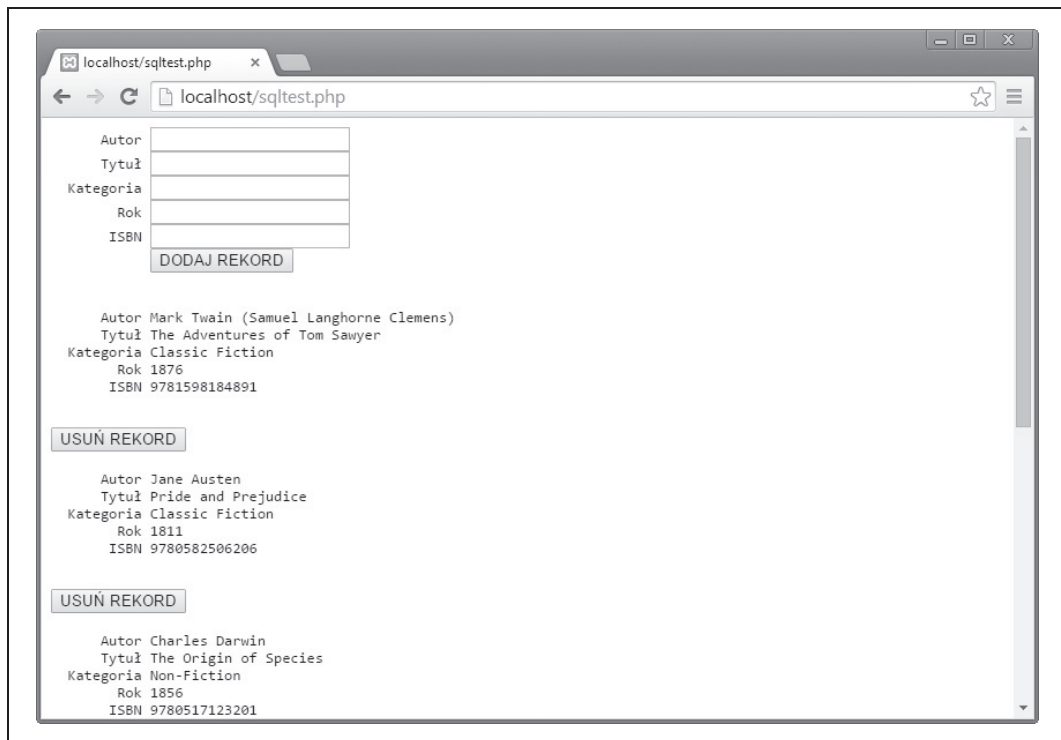 localhost/sqltest.php
localhost/sqltest.php
Autor
Tytuł
Kategoria
Rok
ISBN
DODAJ REKORD
Autor Mark Twain (Samuel Langhorne Clemens)
Tytuł The Adventures of Tom Sawyer
Kategoria Classic Fiction
Rok 1876
ISBN 9781598184891
USUŃ REKORD
Autor Jane Austen
Tytuł Pride and Prejudice
Kategoria Classic Fiction
Rok 1811
ISBN 9780582506206
USUŃ REKORD
Autor Charles Darwin
Tytuł The Origin of Species
Kategoria Non-Fiction
Rok 1856
ISBN 9780517123201